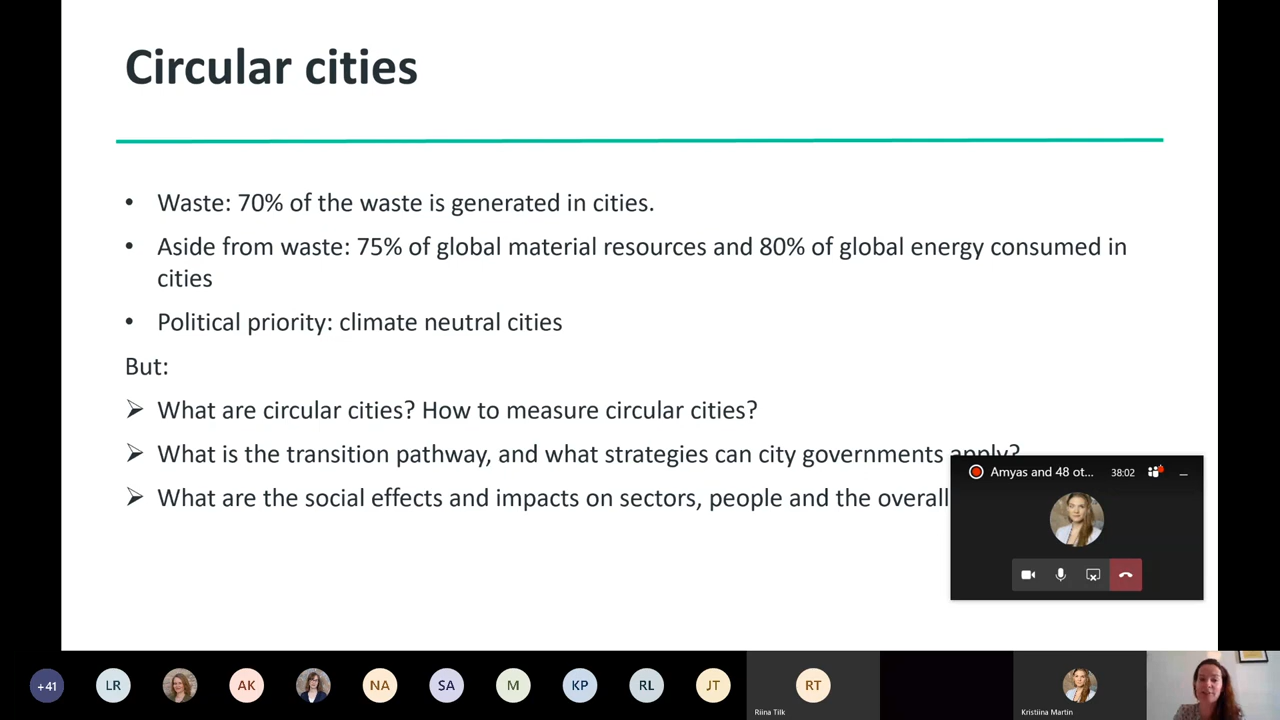 Circular cities
• Waste: 70% of the waste is generated in cities.
• Aside from waste: 75% of global material resources and 80% of global energy consumed in
cities
• Political priority: climate neutral cities
But:
➢ What are circular cities? How to measure circular cities?
➢ What is the transition pathway, and what strategies can city governments apply?
➢ What are the social effects and impacts on sectors, people and the overall
Amyas and 48 ot... 38:02
+41 LR AK NA SA M KP RL JT RT
Riina Tilk
Kristiina Martin